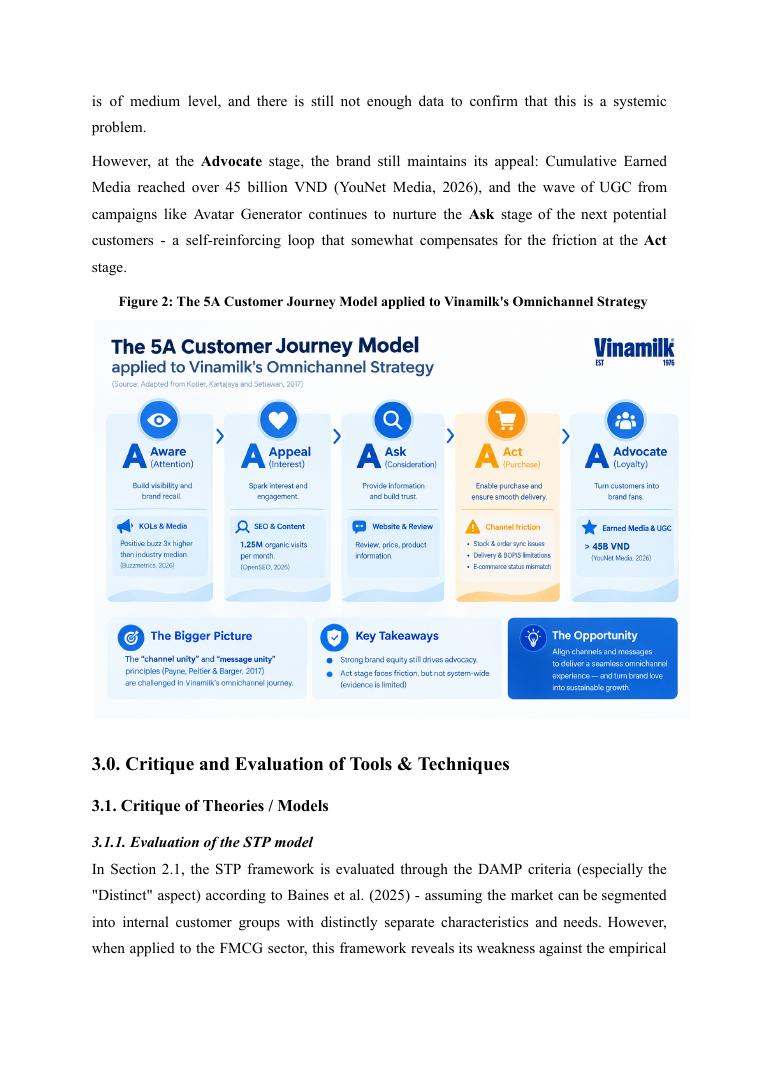 is of medium level, and there is still not enough data to confirm that this is a systemic
problem.
However, at the Advocate stage, the brand still maintains its appeal: Cumulative Earned
Media reached over 45 billion VND (YouNet Media, 2026), and the wave of UGC from
campaigns like Avatar Generator continues to nurture the Ask stage of the next potential
customers - a self-reinforcing loop that somewhat compensates for the friction at the Act
stage.
Figure 2: The 5A Customer Journey Model applied to Vinamilk's Omnichannel Strategy
The 5A Customer Journey Model
applied to Vinamilk's Omnichannel Strategy
(Source: Adapted from Kotler, Kartajaya and Setiawan, 2017)
Vinamilk
EST 1976
A Aware
(Attention)
Build visibility and
brand recall.
KOLs & Media
Positive buzz 3x higher
than industry median
(Buzzmetrics, 2026)
A Appeal
(Interest)
Spark interest and
engagement.
SEO & Content
1.25M organic visits
per month.
(OpenSEO, 2026)
A Ask
(Consideration)
Provide information
and build trust.
Website & Review
Review, price, product
information.
A Act
(Purchase)
Enable purchase and
ensure smooth delivery.
Channel friction
• Stock & order sync issues
• Delivery & BOPIS limitations
• E-commerce status mismatch
A Advocate
(Loyalty)
Turn customers into
brand fans.
Earned Media & UGC
> 45B VND
(YouNet Media, 2026)
The Bigger Picture
The "channel unity" and "message unity"
principles (Payne, Peltier & Barger, 2017)
are challenged in Vinamilk's omnichannel journey.
Key Takeaways
• Strong brand equity still drives advocacy.
• Act stage faces friction, but not system-wide
(evidence is limited)
The Opportunity
Align channels and messages
to deliver a seamless omnichannel
experience — and turn brand love
into sustainable growth.
3.0. Critique and Evaluation of Tools & Techniques
3.1. Critique of Theories / Models
3.1.1. Evaluation of the STP model
In Section 2.1, the STP framework is evaluated through the DAMP criteria (especially the
"Distinct" aspect) according to Baines et al. (2025) - assuming the market can be segmented
into internal customer groups with distinctly separate characteristics and needs. However,
when applied to the FMCG sector, this framework reveals its weakness against the empirical